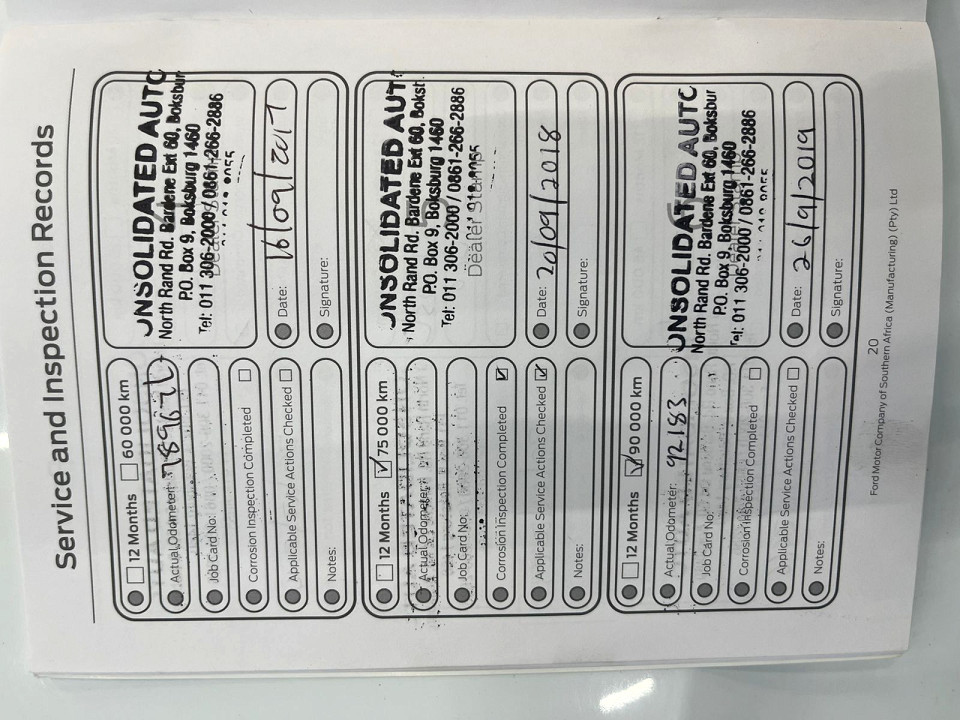 Service and Inspection Records
12 Months 60 000 km
Actual Odometer: 78967L
Job Card No:
Corrosion Inspection Completed
Applicable Service Actions Checked
Notes:
ONSOLIDATED AUTO
North Rand Rd. Bardene Ext 60, Boksbur
P.O. Box 9, Boksburg 1460
Tel: 011 306-2000 / 0861-266-2886
Date: 16/09/2017
Signature:
12 Months ✓ 75 000 km
Actual Odometer:
Job Card No:
Corrosion Inspection Completed ✓
Applicable Service Actions Checked ✓
Notes:
ONSOLIDATED AUT
North Rand Rd. Bardene Ext 60, Bokst
P.O. Box 9, Boksburg 1460
Tel: 011 306-2000 / 0861-266-2886
Dealer Stamp
Date: 20/09/2018
Signature:
12 Months ✓ 90 000 km
Actual Odometer: 92183
Job Card No:
Corrosion Inspection Completed
Applicable Service Actions Checked
Notes:
ONSOLIDATED AUTO
North Rand Rd. Bardene Ext 60, Boksbur
P.O. Box 9, Boksburg 1460
Tel: 011 306-2000 / 0861-266-2886
Date: 26/9/2019
Signature:
20
Ford Motor Company of Southern Africa (Manufacturing) (Pty) Ltd